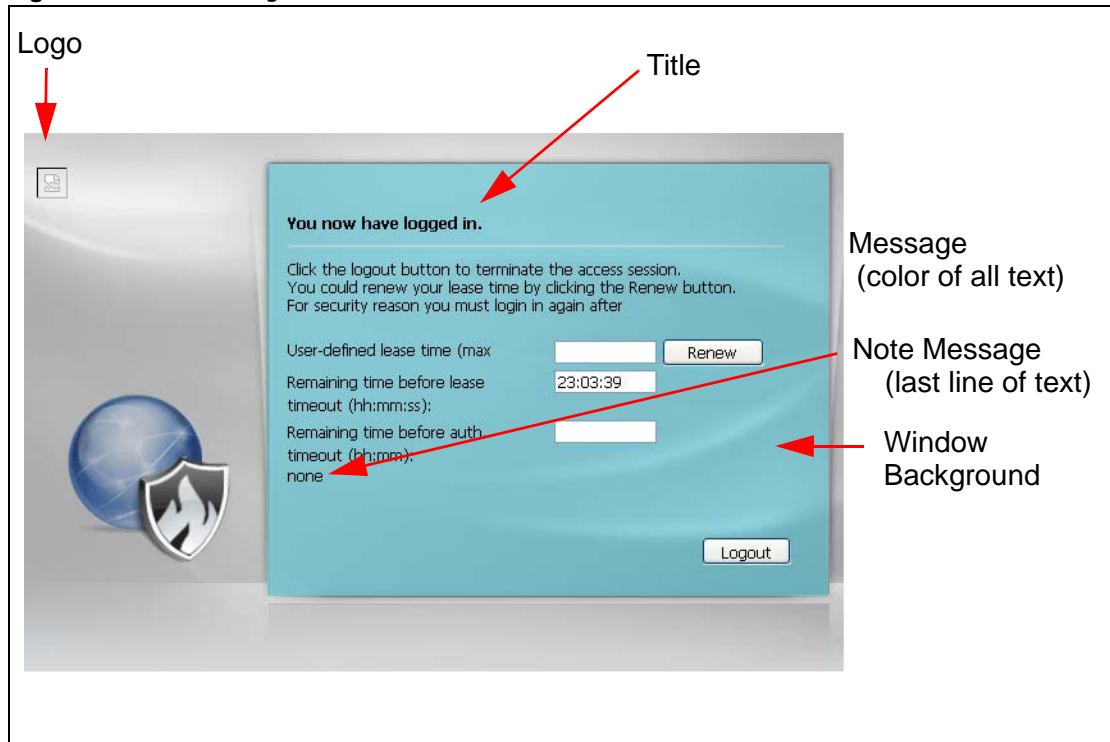 Logo
Title
You now have logged in.
Click the logout button to terminate the access session.
You could renew your lease time by clicking the Renew button.
For security reason you must login in again after
Message
(color of all text)
User-defined lease time (max
Renew
Note Message
(last line of text)
Remaining time before lease
timeout (hh:mm:ss):
23:03:39
Remaining time before auth
timeout (hh:mm):
none
Window
Background
Logout